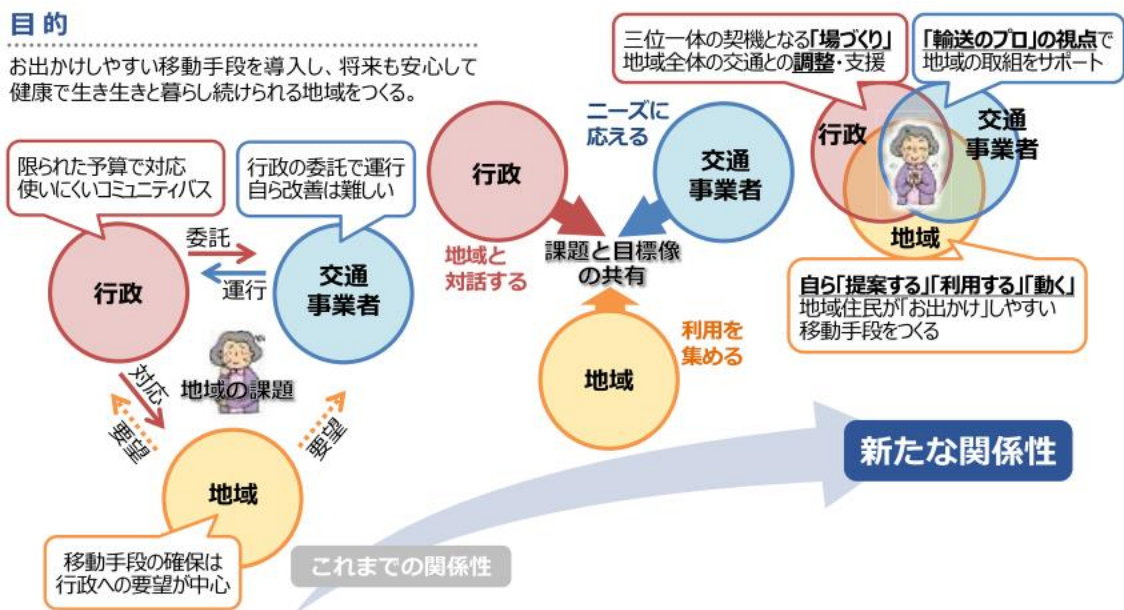 目的
お出かけしやすい移動手段を導入し、将来も安心して
健康で生き生きと暮らし続けられる地域をつくる。
限られた予算で対応
使いにくいコミュニティバス
行政の委託で運行
自ら改善は難しい
行政
委託
運行
交通
事業者
地域の課題
対応
要望
要望
地域
移動手段の確保は
行政への要望が中心
これまでの関係性
行政
ニーズに
応える
交通
事業者
地域と
対話する
課題と目標像
の共有
利用を
集める
地域
三位一体の契機となる「場づくり」
地域全体の交通との調整・支援
「輸送のプロ」の視点で
地域の取組をサポート
行政
交通
事業者
地域
自ら「提案する」「利用する」「動く」
地域住民が「お出かけ」しやすい
移動手段をつくる
新たな関係性